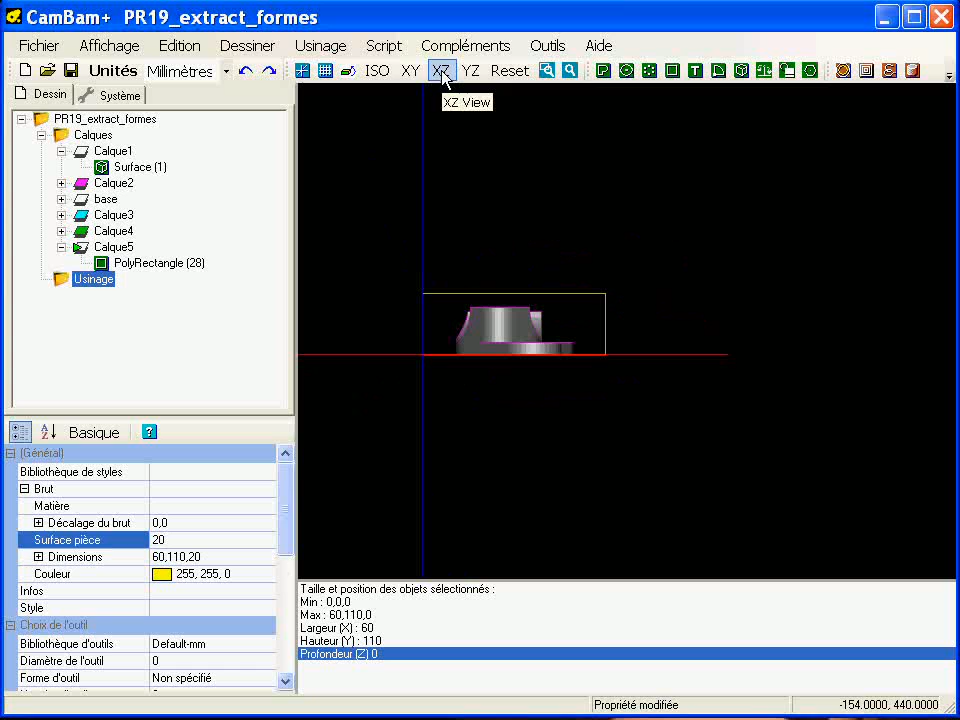 CamBam+ PR19_extract_formes
Fichier Affichage Edition Dessiner Usinage Script Compléments Outils Aide
Unités Millimètres ISO XY XZ YZ Reset
XZ View
Dessin Système
PR19_extract_formes
Calques
Calque1
Surface (1)
Calque2
base
Calque3
Calque4
Calque5
PolyRectangle (28)
Usinage
Basique
(Général)
Bibliothèque de styles
Brut
Matière
Décalage du brut 0,0
Surface pièce 20
Dimensions 60,110,20
Couleur 255, 255, 0
Infos
Style
Choix de l'outil
Bibliothèque d'outils Default-mm
Diamètre de l'outil 0
Forme d'outil Non spécifié
Taille et position des objets sélectionnés :
Min : 0,0,0
Max : 60,110,0
Largeur (X) : 60
Hauteur (Y) : 110
Profondeur (Z) 0
Propriété modifiée -154.0000, 440.0000